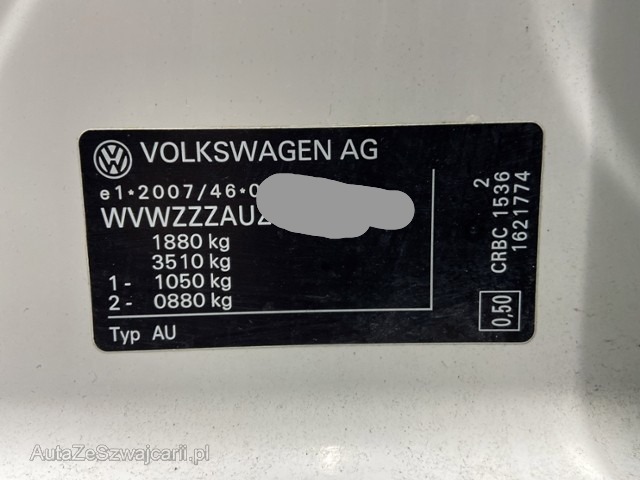 VOLKSWAGEN AG
e1*2007/46*0
WVWZZZAUZ
1880 kg
3510 kg
1 - 1050 kg
2 - 0880 kg
Typ AU
2
CRBC 1536
1621774
0,50
AutaZeSzwajcarii.pl